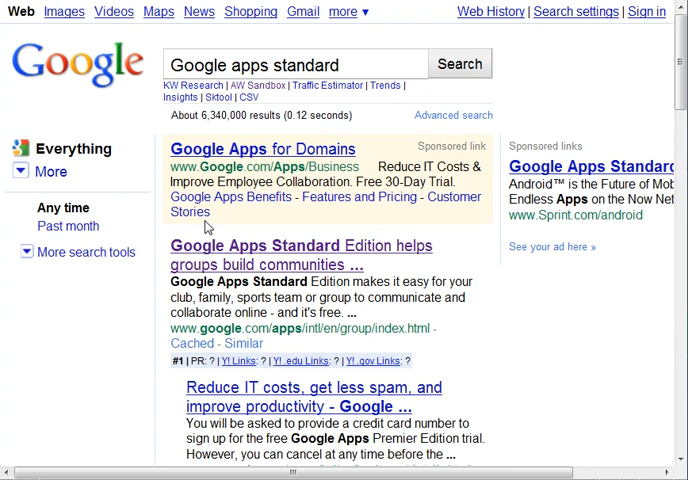 Web Images Videos Maps News Shopping Gmail more ▼ Web History | Search settings | Sign in
Google
Google apps standard Search
KW Research | AW Sandbox | Traffic Estimator | Trends |
Insights | Sktool | CSV
About 6,340,000 results (0.12 seconds) Advanced search
Everything
More
Any time
Past month
More search tools
Google Apps for Domains Sponsored link
www.Google.com/Apps/Business Reduce IT Costs &
Improve Employee Collaboration. Free 30-Day Trial.
Google Apps Benefits - Features and Pricing - Customer
Stories
Google Apps Standard Edition helps
groups build communities ...
Google Apps Standard Edition makes it easy for your
club, family, sports team or group to communicate and
collaborate online - and it's free. ...
www.google.com/apps/intl/en/group/index.html -
Cached - Similar
#1 | PR: ? | Y! Links: ? | Y! .edu Links: ? | Y! .gov Links: ?
Reduce IT costs, get less spam, and
improve productivity - Google ...
You will be asked to provide a credit card number to
sign up for the free Google Apps Premier Edition trial.
However, you can cancel at any time before the ...
Sponsored links
Google Apps Standard
Android™ is the Future of Mob
Endless Apps on the Now Net
www.Sprint.com/android
See your ad here »